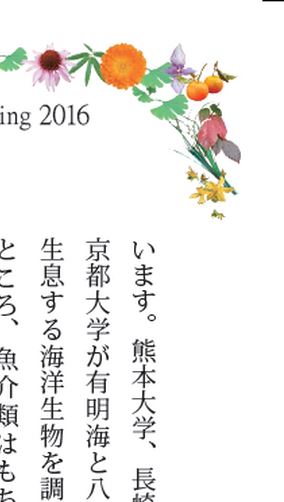 ing 2016
います。熊本大学、長崎
京都大学が有明海と八
生息する海洋生物を調
ところ、魚介類はもち